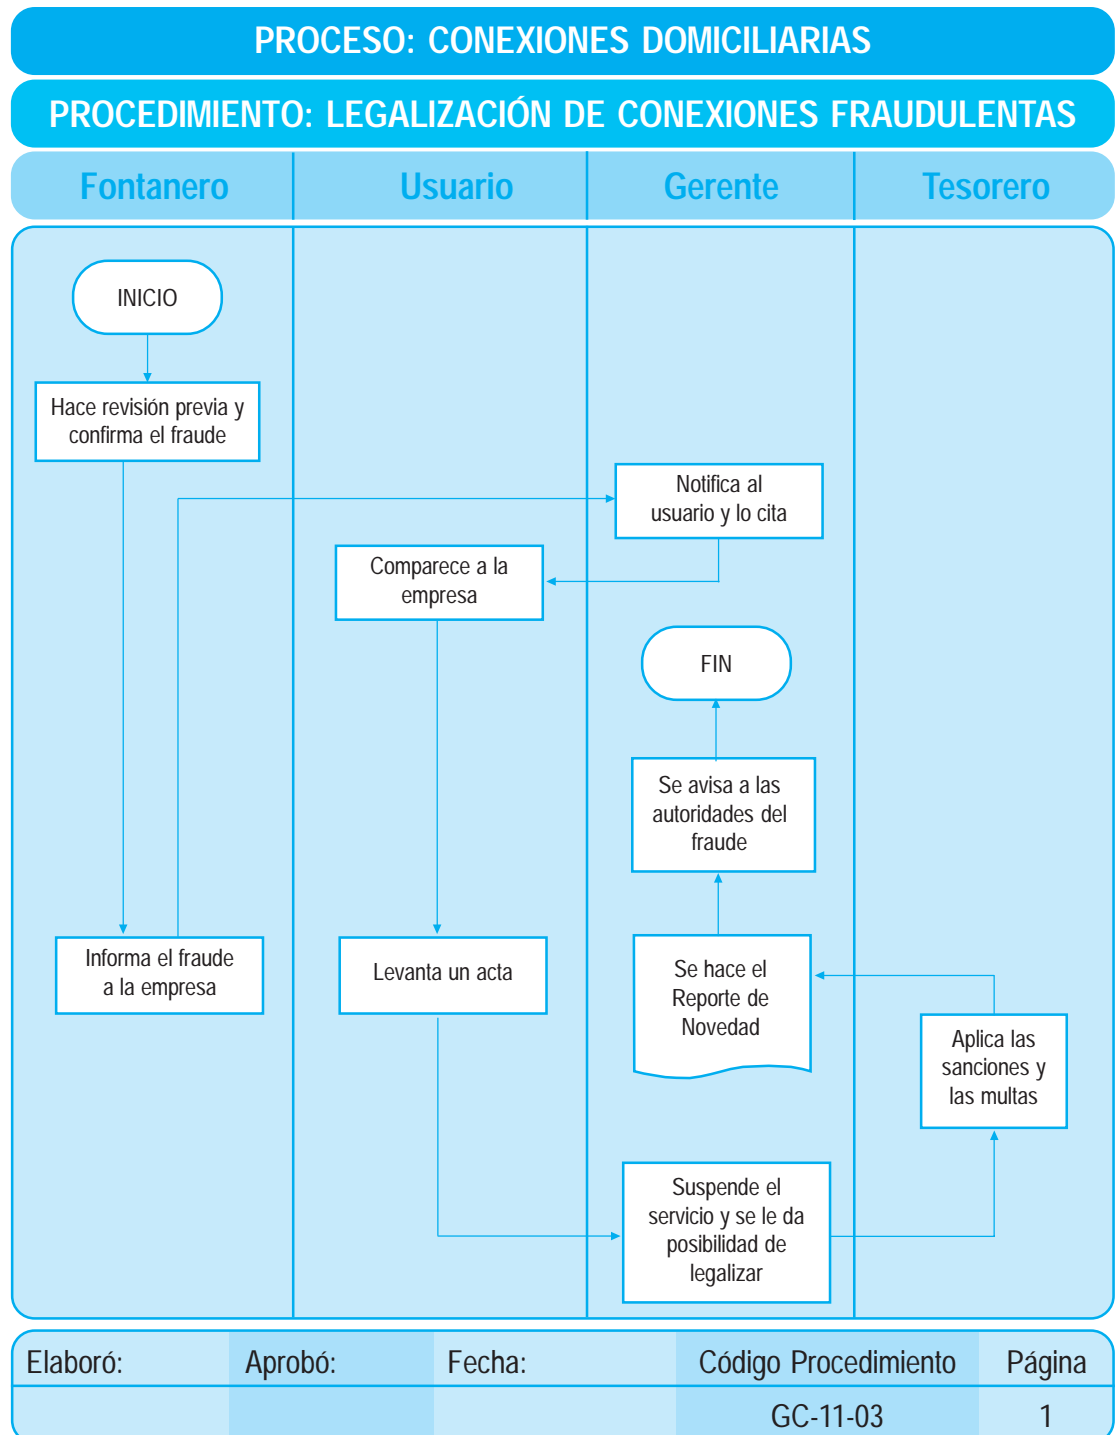 PROCESO: CONEXIONES DOMICILIARIAS
PROCEDIMIENTO: LEGALIZACIÓN DE CONEXIONES FRAUDULENTAS
Fontanero
Usuario
Gerente
Tesorero
INICIO
Hace revisión previa y
confirma el fraude
Notifica al
usuario y lo cita
Comparece a la
empresa
FIN
Se avisa a las
autoridades del
fraude
Informa el fraude
a la empresa
Levanta un acta
Se hace el
Reporte de
Novedad
Aplica las
sanciones y
las multas
Suspende el
servicio y se le da
posibilidad de
legalizar
Elaboró:
Aprobó:
Fecha:
Código Procedimiento
Página
GC-11-03
1